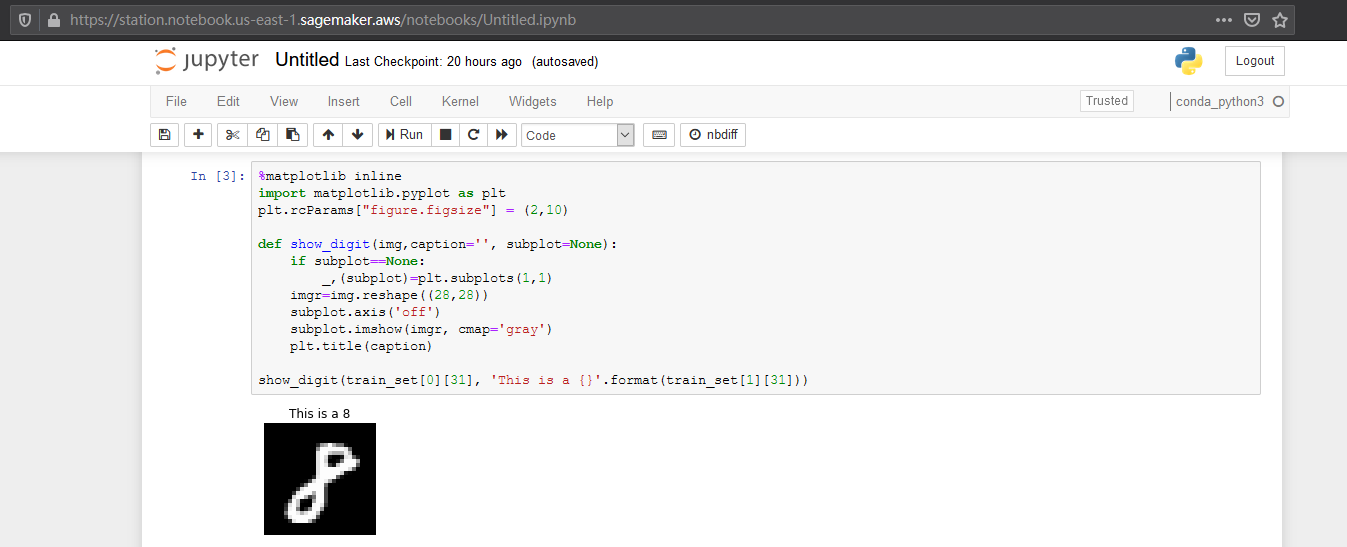 https://station.notebook.us-east-1.sagemaker.aws/notebooks/Untitled.ipynb
jupyter Untitled Last Checkpoint: 20 hours ago (autosaved)
Logout
File Edit View Insert Cell Kernel Widgets Help
Trusted
conda_python3
Run
Code
nbdiff
In [3]:
%matplotlib inline
import matplotlib.pyplot as plt
plt.rcParams["figure.figsize"] = (2,10)
def show_digit(img,caption='', subplot=None):
    if subplot==None:
        _,(subplot)=plt.subplots(1,1)
    imgr=img.reshape((28,28))
    subplot.axis('off')
    subplot.imshow(imgr, cmap='gray')
    plt.title(caption)
show_digit(train_set[0][31], 'This is a {}'.format(train_set[1][31]))
This is a 8
8